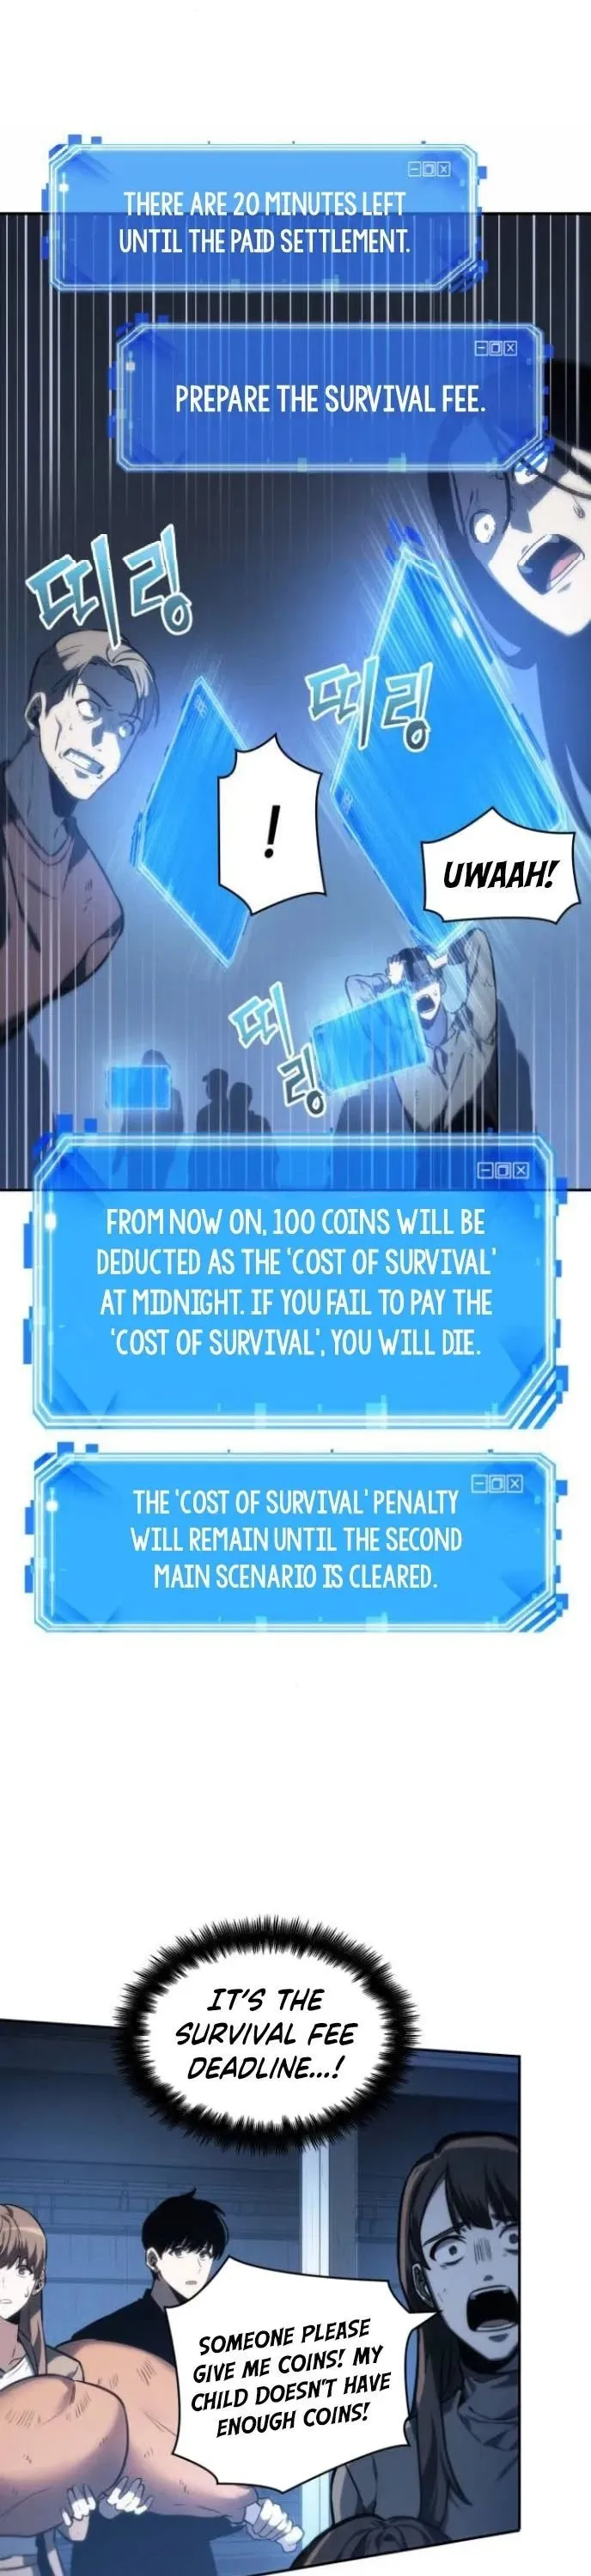 THERE ARE 20 MINUTES LEFT
UNTIL THE PAID SETTLEMENT.
PREPARE THE SURVIVAL FEE.
띠링
띠링
!
UWAAH!
띠
링
FROM NOW ON, 100 COINS WILL BE
DEDUCTED AS THE 'COST OF SURVIVAL'
AT MIDNIGHT. IF YOU FAIL TO PAY THE
'COST OF SURVIVAL', YOU WILL DIE.
THE 'COST OF SURVIVAL' PENALTY
WILL REMAIN UNTIL THE SECOND
MAIN SCENARIO IS CLEARED.
IT'S THE
SURVIVAL FEE
DEADLINE...!
SOMEONE PLEASE
GIVE ME COINS! MY
CHILD DOESN'T HAVE
ENOUGH COINS!